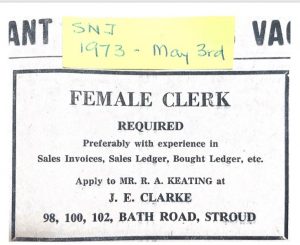 ANT VAC
SNJ
1973 - May 3rd
FEMALE CLERK
REQUIRED
Preferably with experience in
Sales Invoices, Sales Ledger, Bought Ledger, etc.
Apply to MR. R. A. KEATING at
J. E. CLARKE
98, 100, 102, BATH ROAD, STROUD